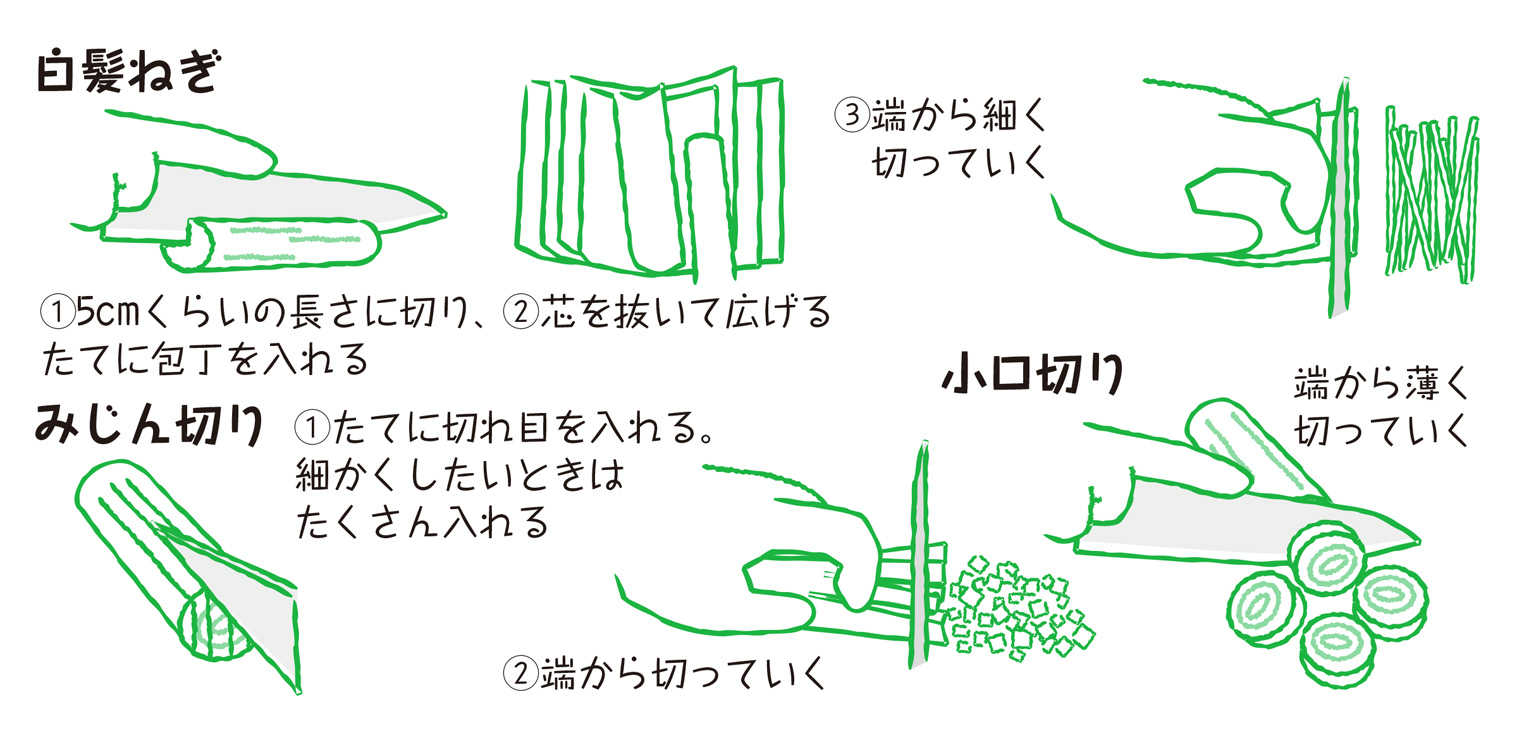 白髪ねぎ
①5cmくらいの長さに切り、
たてに包丁を入れる
②芯を抜いて広げる
③端から細く
切っていく
みじん切り
①たてに切れ目を入れる。
細かくしたいときは
たくさん入れる
②端から切っていく
小口切り
端から薄く
切っていく